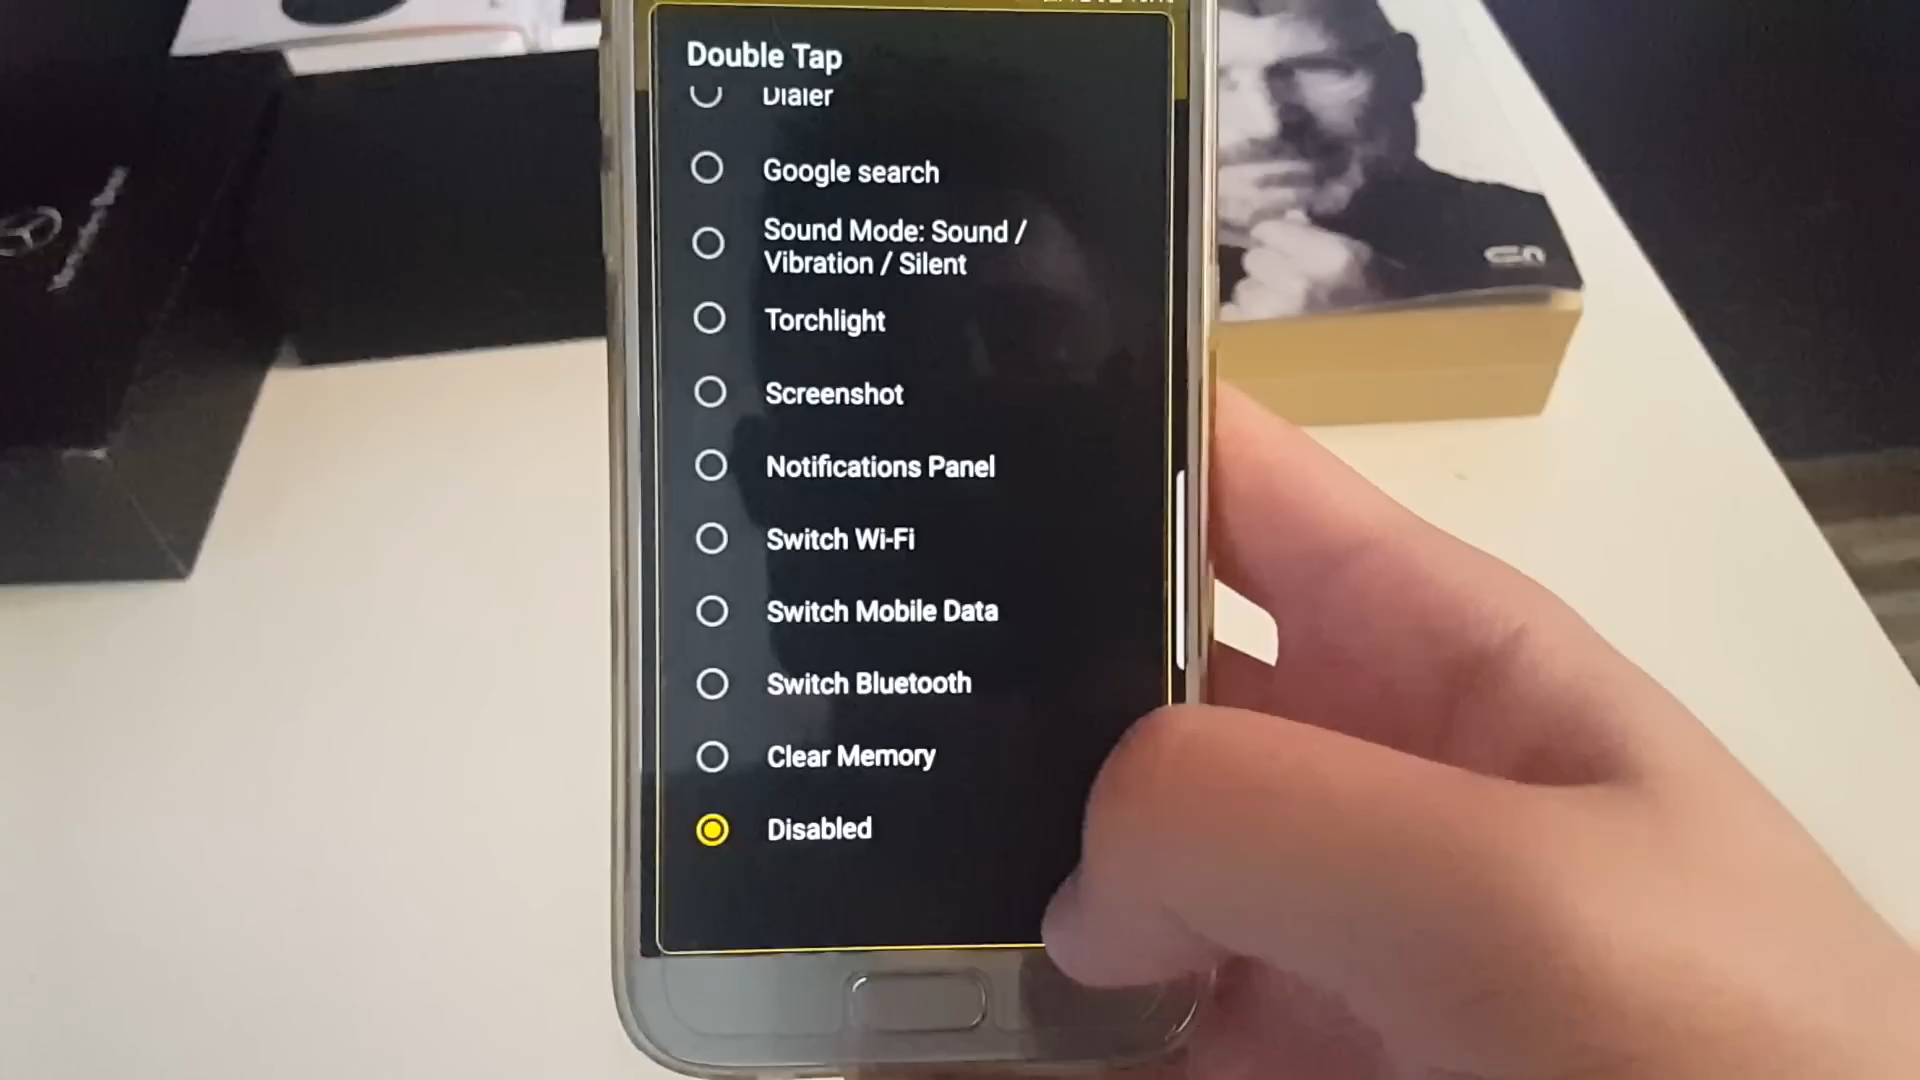 Double Tap
Dialer
Google search
Sound Mode: Sound /
Vibration / Silent
Torchlight
Screenshot
Notifications Panel
Switch Wi-Fi
Switch Mobile Data
Switch Bluetooth
Clear Memory
Disabled